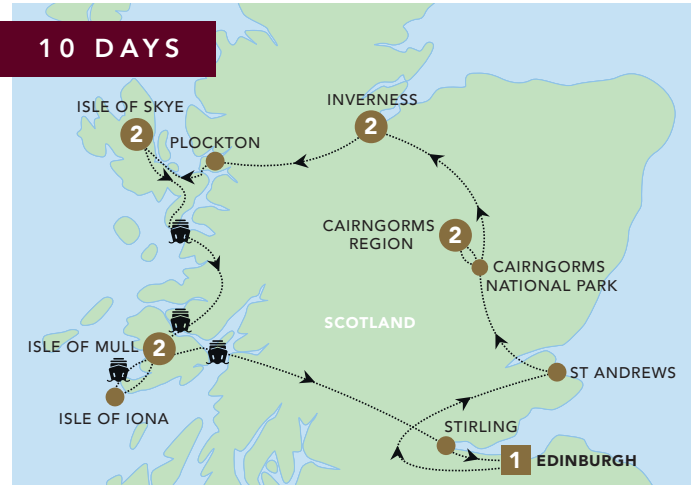 10 DAYS
ISLE OF SKYE
2
PLOCKTON
INVERNESS
2
CAIRNGORMS
REGION
2
CAIRNGORMS
NATIONAL PARK
SCOTLAND
ISLE OF MULL
2
ISLE OF IONA
ST ANDREWS
STIRLING
1
EDINBURGH